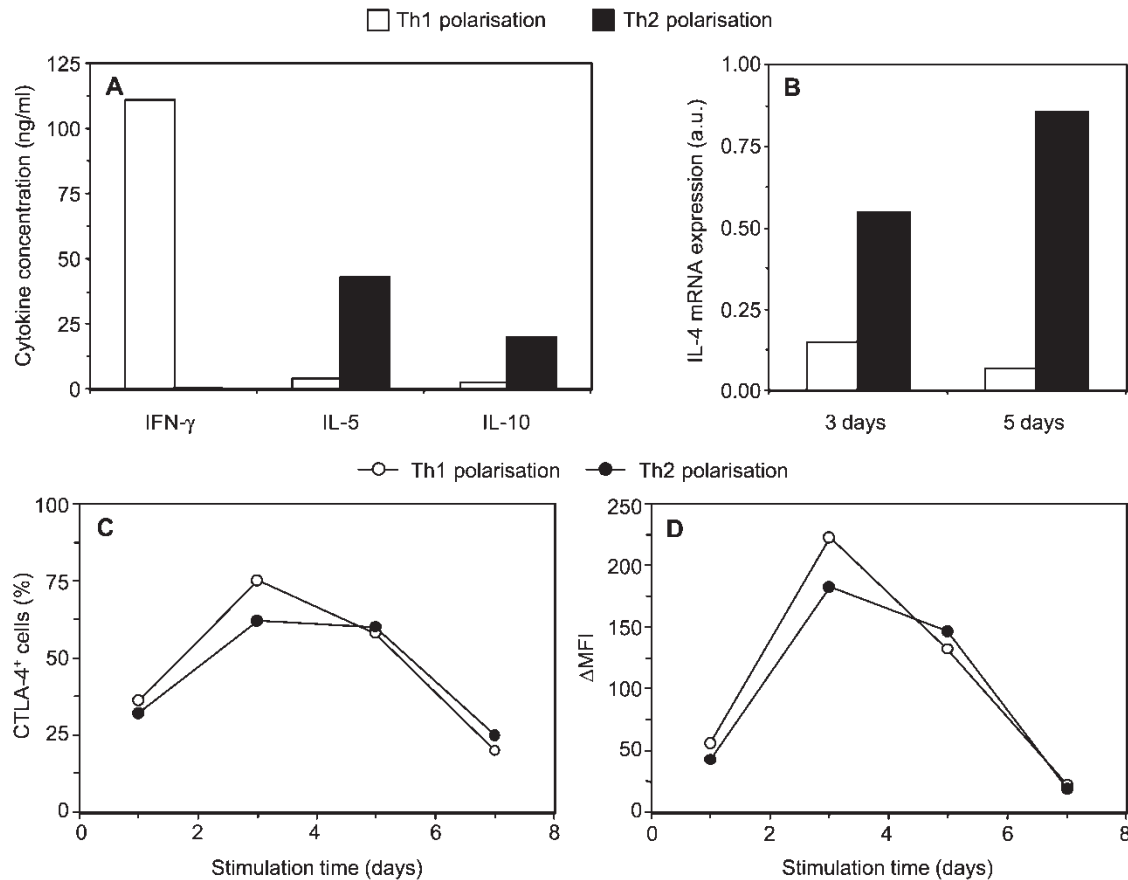 Th1 polarisation Th2 polarisation
A
Cytokine concentration (ng/ml)
125
100
75
50
25
0
IFN-γ IL-5 IL-10
B
IL-4 mRNA expression (a.u.)
1.00
0.75
0.50
0.25
0.00
3 days 5 days
Th1 polarisation Th2 polarisation
C
CTLA-4⁺ cells (%)
100
75
50
25
0
0 2 4 6 8
Stimulation time (days)
D
ΔMFI
250
200
150
100
50
0
0 2 4 6 8
Stimulation time (days)